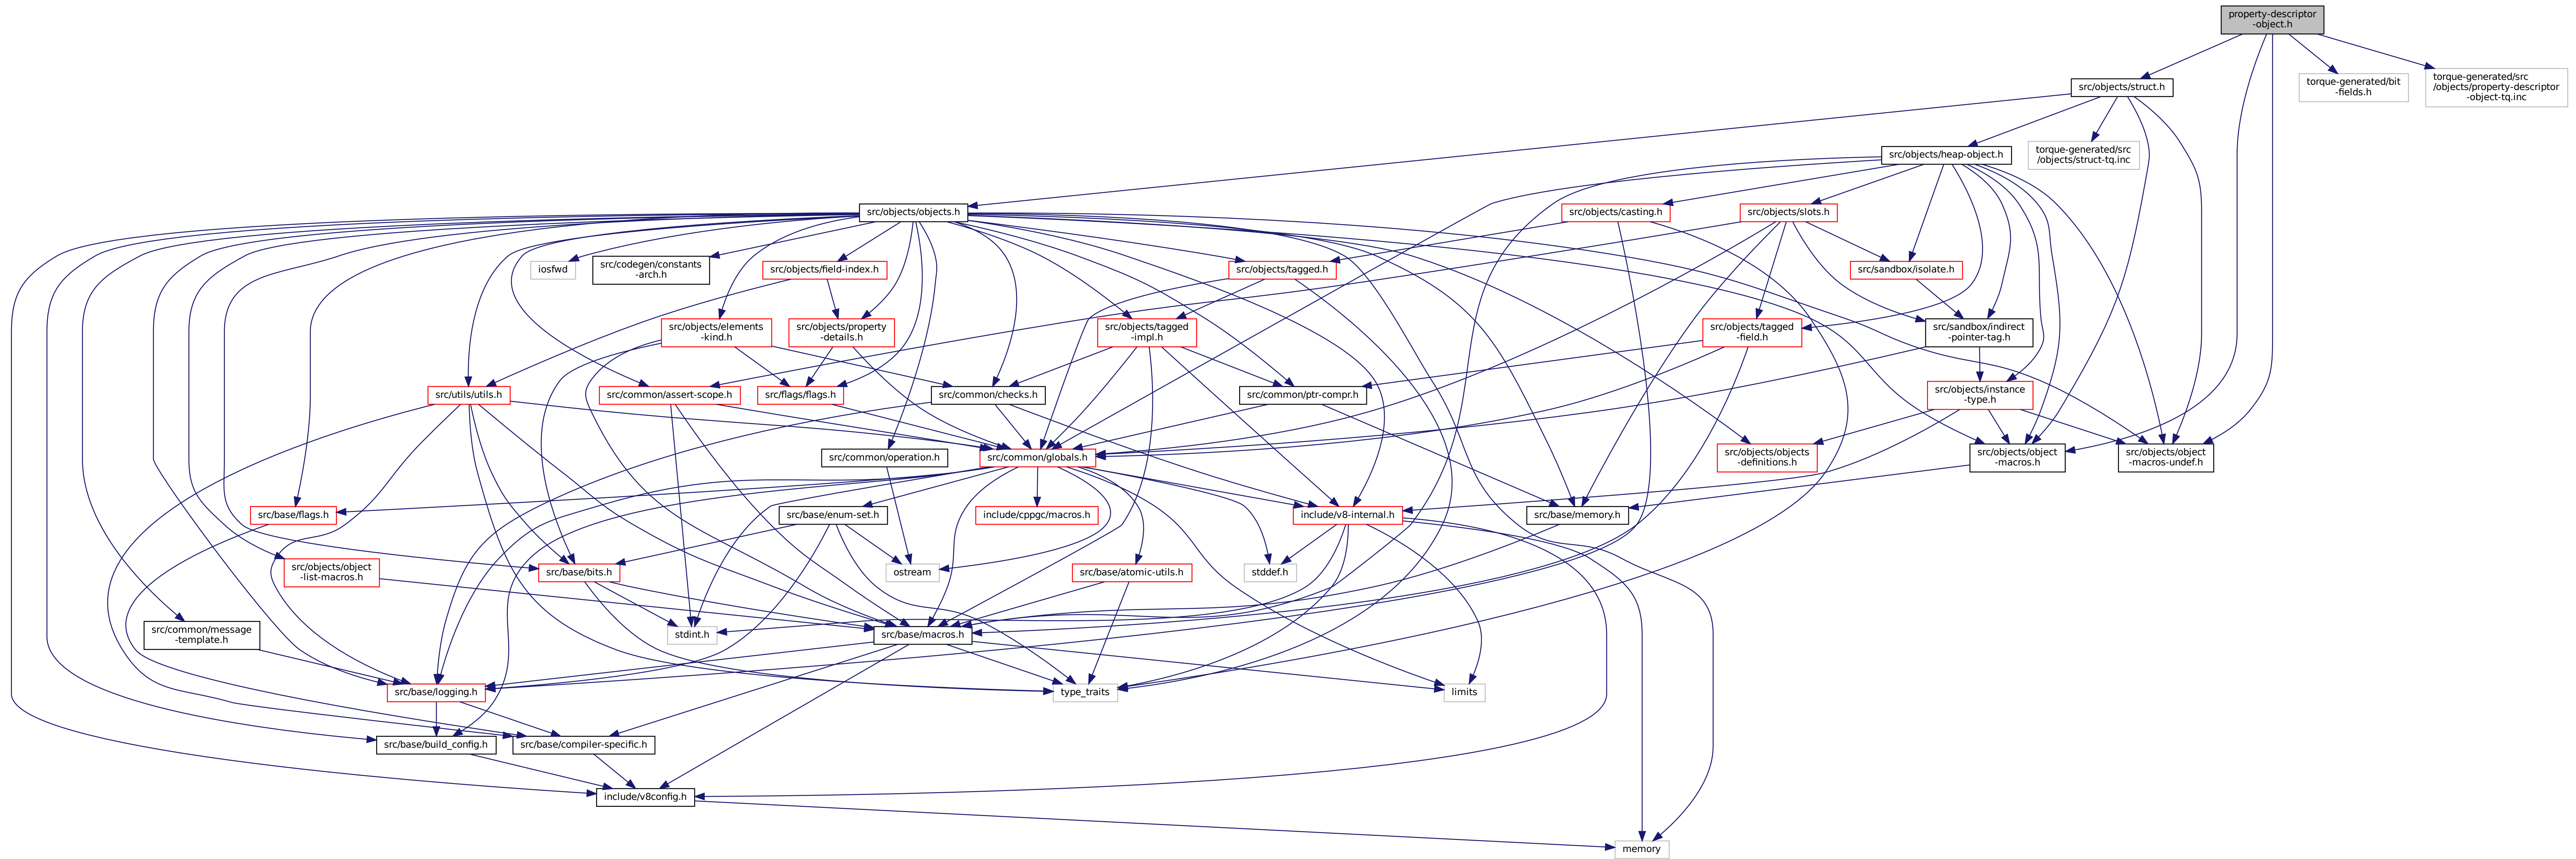 property-descriptor
-object.h
src/objects/struct.h
torque-generated/bit
-fields.h
torque-generated/src
/objects/property-descriptor
-object-tq.inc
src/objects/heap-object.h
torque-generated/src
/objects/struct-tq.inc
src/objects/objects.h
src/objects/casting.h
src/objects/slots.h
iosfwd
src/codegen/constants
-arch.h
src/objects/field-index.h
src/objects/tagged.h
src/sandbox/isolate.h
src/objects/elements
-kind.h
src/objects/property
-details.h
src/objects/tagged
-impl.h
src/objects/tagged
-field.h
src/sandbox/indirect
-pointer-tag.h
src/utils/utils.h
src/common/assert-scope.h
src/flags/flags.h
src/common/checks.h
src/common/ptr-compr.h
src/objects/instance
-type.h
src/common/operation.h
src/common/globals.h
src/objects/objects
-definitions.h
src/objects/object
-macros.h
src/objects/object
-macros-undef.h
src/base/flags.h
src/base/enum-set.h
include/cppgc/macros.h
include/v8-internal.h
src/base/memory.h
src/objects/object
-list-macros.h
src/base/bits.h
ostream
src/base/atomic-utils.h
stddef.h
src/common/message
-template.h
stdint.h
src/base/macros.h
src/base/logging.h
type_traits
limits
src/base/build_config.h
src/base/compiler-specific.h
include/v8config.h
memory